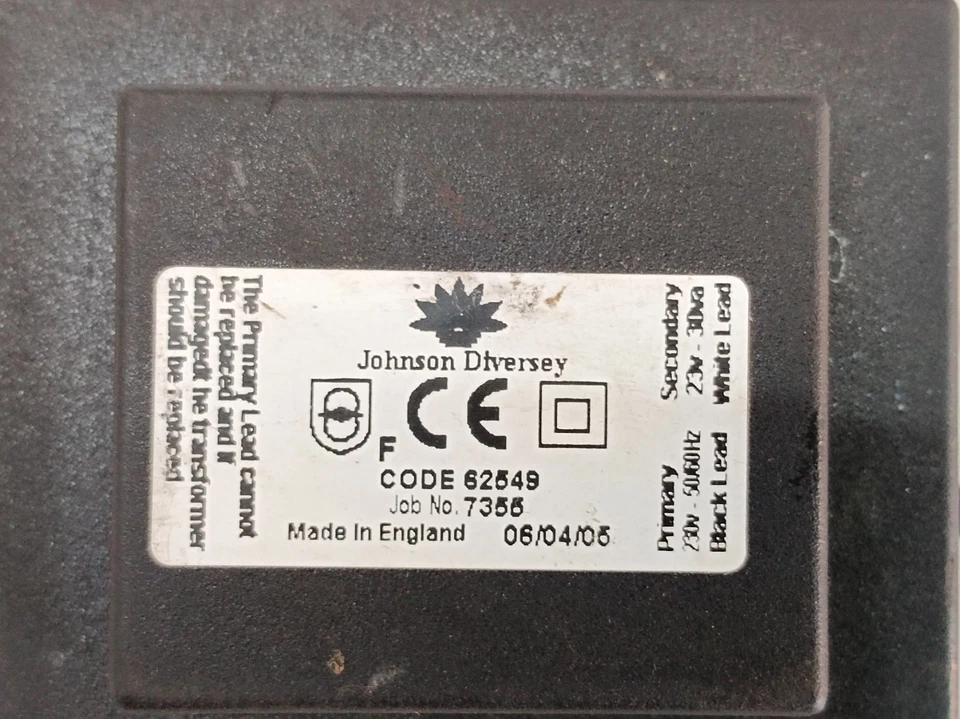 Johnson Diversey
CE
F
CODE 62549
Job No. 7355
Made In England 06/04/05
The Primary Lead cannot
be replaced and if
damaged the transformer
should be replaced
Secondary
23v - 30va
White Lead
Primary
230v - 50/60Hz
Black Lead